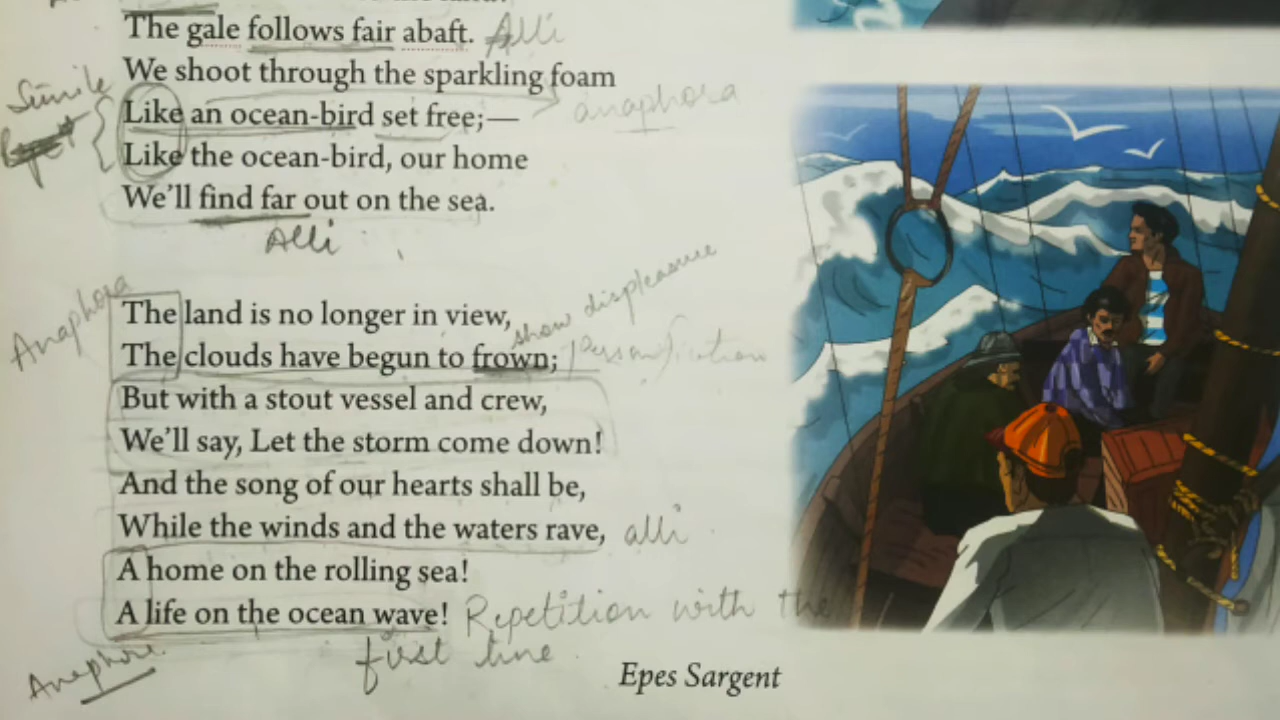 The gale follows fair abaft. Alli
We shoot through the sparkling foam
Simile
Like an ocean-bird set free;— anaphora
Like the ocean-bird, our home
We'll find far out on the sea.
Alli
Anaphora
The land is no longer in view,
show displeasure
The clouds have begun to frown; Personification
But with a stout vessel and crew,
We'll say, Let the storm come down!
And the song of our hearts shall be,
While the winds and the waters rave, alli
A home on the rolling sea!
A life on the ocean wave! Repetition with the
first line.
Anaphora
Epes Sargent